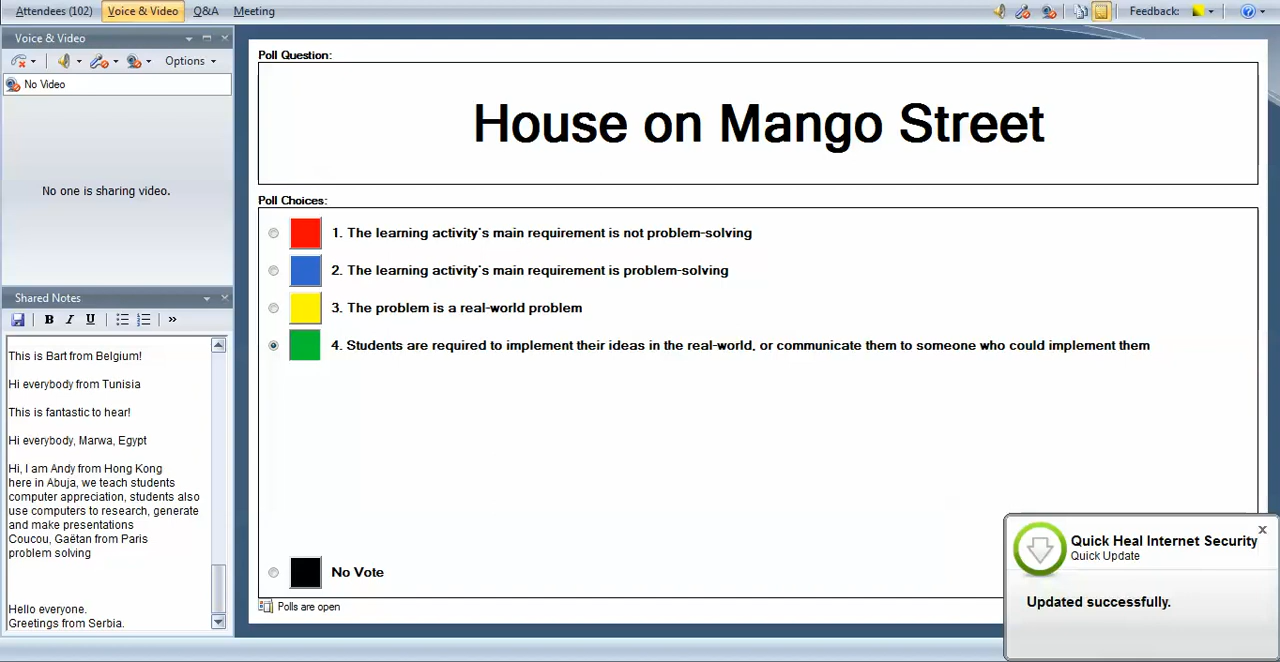 Attendees (102) Voice & Video Q&A Meeting Feedback:
Voice & Video
Options
No Video
No one is sharing video.
Shared Notes
B I U »
This is Bart from Belgium!
Hi everybody from Tunisia
This is fantastic to hear!
Hi everybody, Marwa, Egypt
Hi, I am Andy from Hong Kong
here in Abuja, we teach students
computer appreciation, students also
use computers to research, generate
and make presentations
Coucou, Gaëtan from Paris
problem solving
Hello everyone.
Greetings from Serbia.
Poll Question:
House on Mango Street
Poll Choices:
1. The learning activity's main requirement is not problem-solving
2. The learning activity's main requirement is problem-solving
3. The problem is a real-world problem
4. Students are required to implement their ideas in the real-world, or communicate them to someone who could implement them
No Vote
Polls are open
Quick Heal Internet Security
Quick Update
Updated successfully.